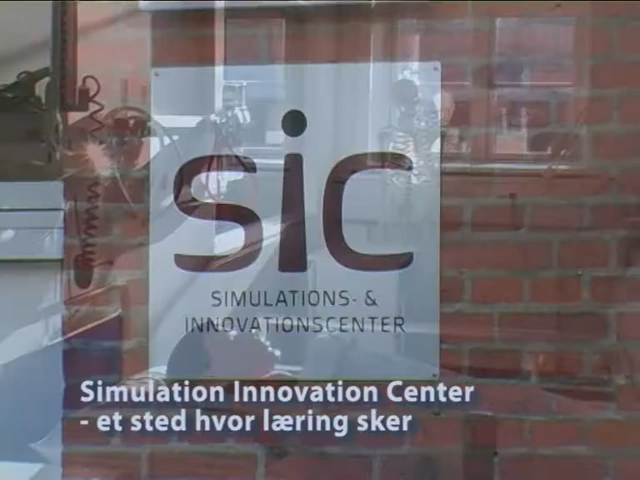 sic
SIMULATIONS- &
INNOVATIONSCENTER
Simulation Innovation Center
- et sted hvor læring sker